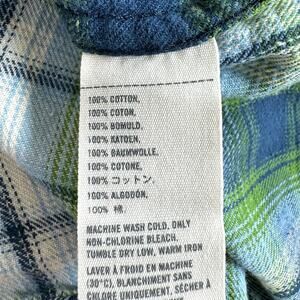 100% COTTON,
100% COTON,
100% BOMULD,
100% KATOEN,
100% BAUMWOLLE,
100% COTONE,
100% コットン,
100% ALGODÓN,
100% 棉,
MACHINE WASH COLD, ONLY
NON-CHLORINE BLEACH,
TUMBLE DRY LOW, WARM IRON
LAVER À FROID EN MACHINE
(30°C), BLANCHIMENT SANS
CHLORE UNIQUEMENT, SÉCHER À